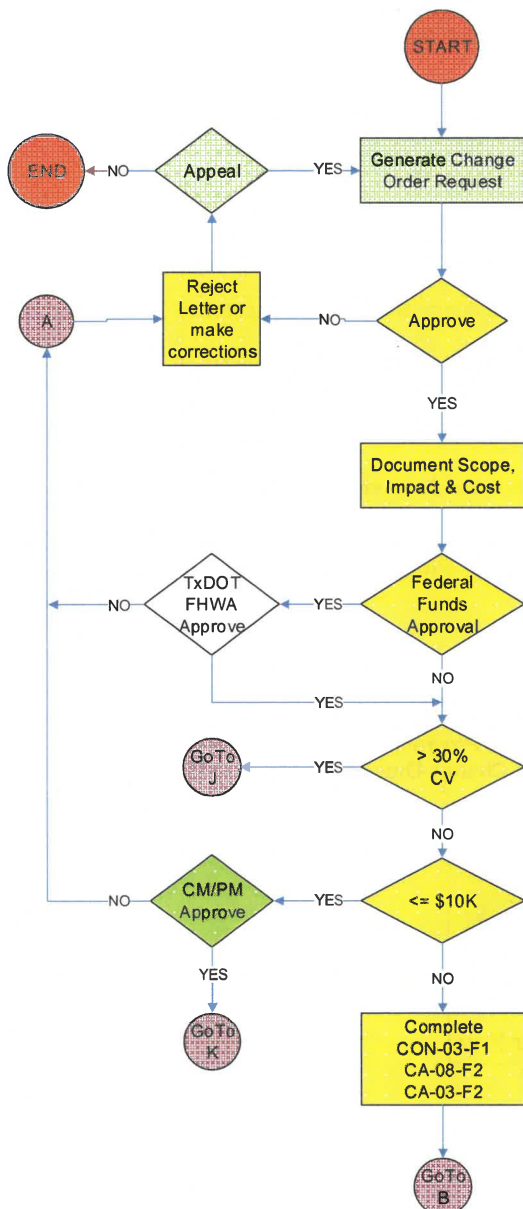 START
END
NO
Appeal
YES
Generate Change
Order Request
A
Reject
Letter or
make
corrections
NO
Approve
YES
Document Scope,
Impact & Cost
NO
TxDOT
FHWA
Approve
YES
Federal
Funds
Approval
NO
YES
GoTo
J
YES
> 30%
CV
NO
NO
CM/PM
Approve
YES
<= $10K
YES
NO
GoTo
K
Complete
CON-03-F1
CA-08-F2
CA-03-F2
GoTo
B